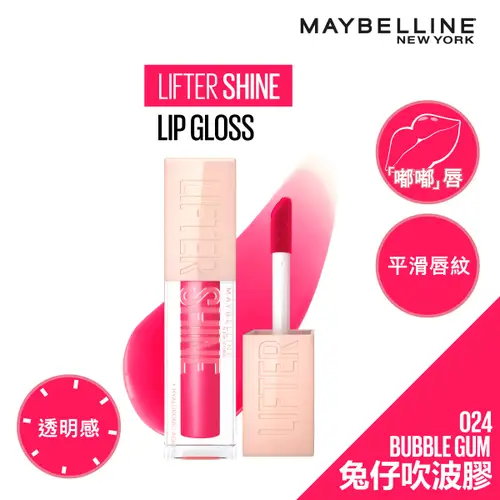 MAYBELLINE
NEW YORK
LIFTER SHINE
LIP GLOSS
「嘟嘟」唇
平滑唇紋
透明感
LIFTER
SHINE
MAYBELLINE
LIFTER
024
BUBBLE GUM
兔仔吹波膠